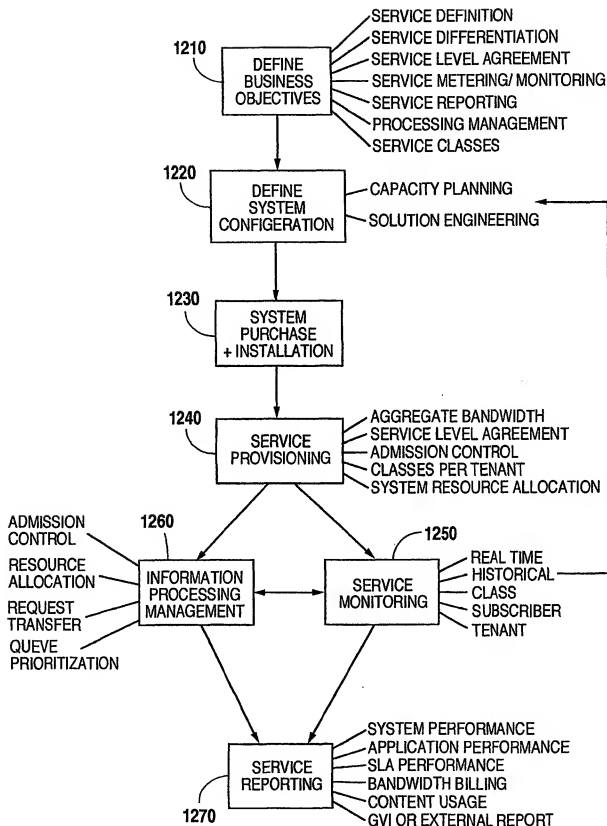 1210
DEFINE
BUSINESS
OBJECTIVES
SERVICE DEFINITION
SERVICE DIFFERENTIATION
SERVICE LEVEL AGREEMENT
SERVICE METERING/ MONITORING
SERVICE REPORTING
PROCESSING MANAGEMENT
SERVICE CLASSES
1220
DEFINE
SYSTEM
CONFIGERATION
CAPACITY PLANNING
SOLUTION ENGINEERING
1230
SYSTEM
PURCHASE
+ INSTALLATION
1240
SERVICE
PROVISIONING
AGGREGATE BANDWIDTH
SERVICE LEVEL AGREEMENT
ADMISSION CONTROL
CLASSES PER TENANT
SYSTEM RESOURCE ALLOCATION
ADMISSION
CONTROL
RESOURCE
ALLOCATION
REQUEST
TRANSFER
QUEVE
PRIORITIZATION
1260
INFORMATION
PROCESSING
MANAGEMENT
1250
SERVICE
MONITORING
REAL TIME
HISTORICAL
CLASS
SUBSCRIBER
TENANT
SERVICE
REPORTING
1270
SYSTEM PERFORMANCE
APPLICATION PERFORMANCE
SLA PERFORMANCE
BANDWIDTH BILLING
CONTENT USAGE
GVI OR EXTERNAL REPORT